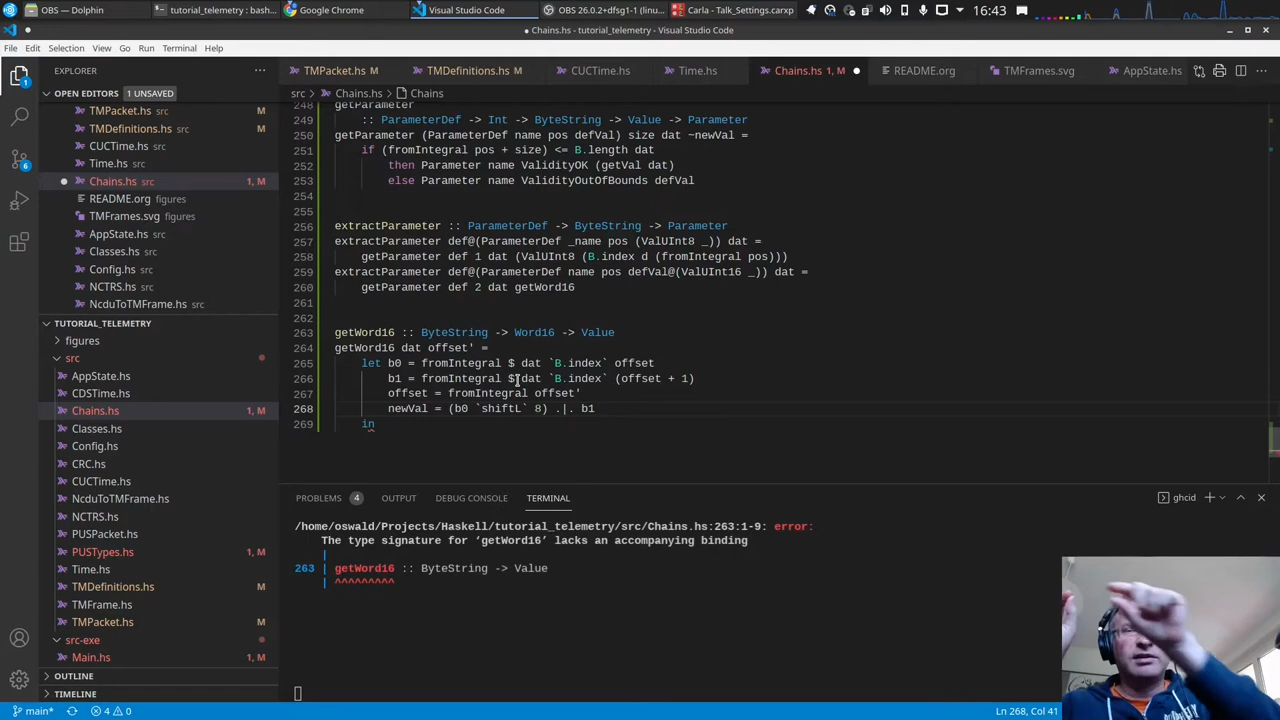 OBS — Dolphin
tutorial_telemetry : bash...
Google Chrome
Visual Studio Code
OBS 26.0.2+dfsg1-1 (linu...
Carla - Talk_Settings.carxp...
16:43
● Chains.hs - tutorial_telemetry - Visual Studio Code
File Edit Selection View Go Run Terminal Help
EXPLORER
TMPacket.hs M
TMDefinitions.hs M
CUCTime.hs
Time.hs
Chains.hs 1, M
README.org
TMFrames.svg
AppState.hs
OPEN EDITORS 1 UNSAVED
src > Chains.hs > Chains
TMPacket.hs src M
TMDefinitions.hs src M
CUCTime.hs src
Time.hs src
Chains.hs src 1, M
README.org figures
TMFrames.svg figures
AppState.hs src
Classes.hs src
Config.hs src
NCTRS.hs src
NcduToTMFrame.hs src
TUTORIAL_TELEMETRY
figures
src
AppState.hs
CDSTime.hs
Chains.hs 1, M
Classes.hs
Config.hs
CRC.hs
CUCTime.hs
NcduToTMFrame.hs
NCTRS.hs
PUSPacket.hs
PUSTypes.hs 1, M
Time.hs
TMDefinitions.hs M
TMFrame.hs
TMPacket.hs M
src-exe
Main.hs 1, M
OUTLINE
TIMELINE
248 getParameter
249 :: ParameterDef -> Int -> ByteString -> Value -> Parameter
250 getParameter (ParameterDef name pos defVal) size dat ~newVal =
251 if (fromIntegral pos + size) <= B.length dat
252 then Parameter name ValidityOK (getVal dat)
253 else Parameter name ValidityOutOfBounds defVal
254
255
256 extractParameter :: ParameterDef -> ByteString -> Parameter
257 extractParameter def@(ParameterDef _name pos (ValUInt8 _)) dat =
258 getParameter def 1 dat (ValUInt8 (B.index d (fromIntegral pos)))
259 extractParameter def@(ParameterDef name pos defVal@(ValUInt16 _)) dat =
260 getParameter def 2 dat getWord16
261
262
263 getWord16 :: ByteString -> Word16 -> Value
264 getWord16 dat offset' =
265 let b0 = fromIntegral $ dat `B.index` offset
266 b1 = fromIntegral $ dat `B.index` (offset + 1)
267 offset = fromIntegral offset'
268 newVal = (b0 `shiftL` 8) .|. b1
269 in
PROBLEMS 4 OUTPUT DEBUG CONSOLE TERMINAL
ghcid
/home/oswald/Projects/Haskell/tutorial_telemetry/src/Chains.hs:263:1-9: error:
The type signature for ‘getWord16’ lacks an accompanying binding
|
263 | getWord16 :: ByteString -> Value
| ^^^^^^^^^
main* 4 0
Ln 268, Col 41